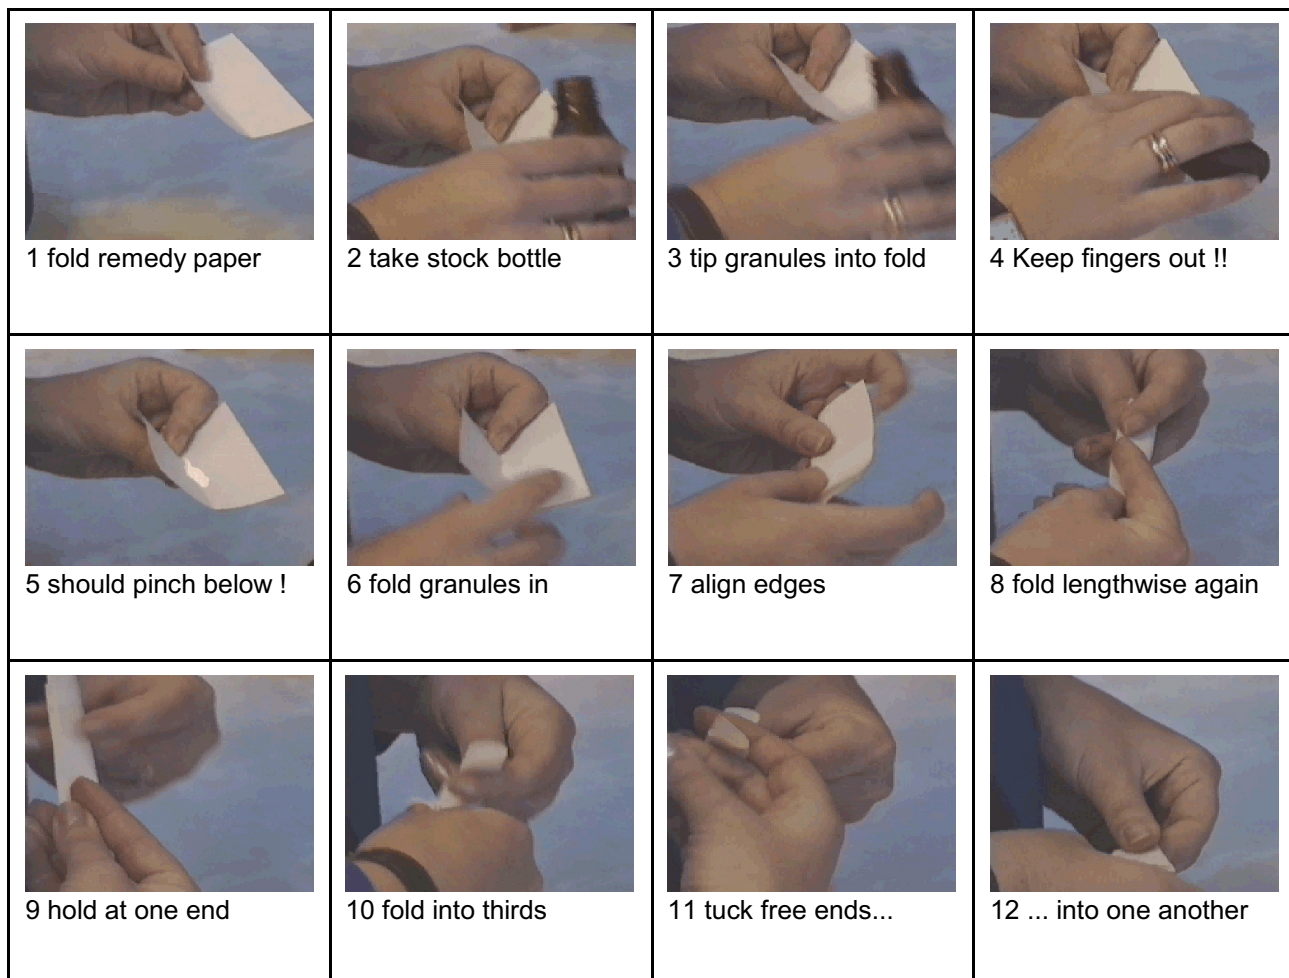 1 fold remedy paper
2 take stock bottle
3 tip granules into fold
4 Keep fingers out !!
5 should pinch below !
6 fold granules in
7 align edges
8 fold lengthwise again
9 hold at one end
10 fold into thirds
11 tuck free ends...
12 ... into one another